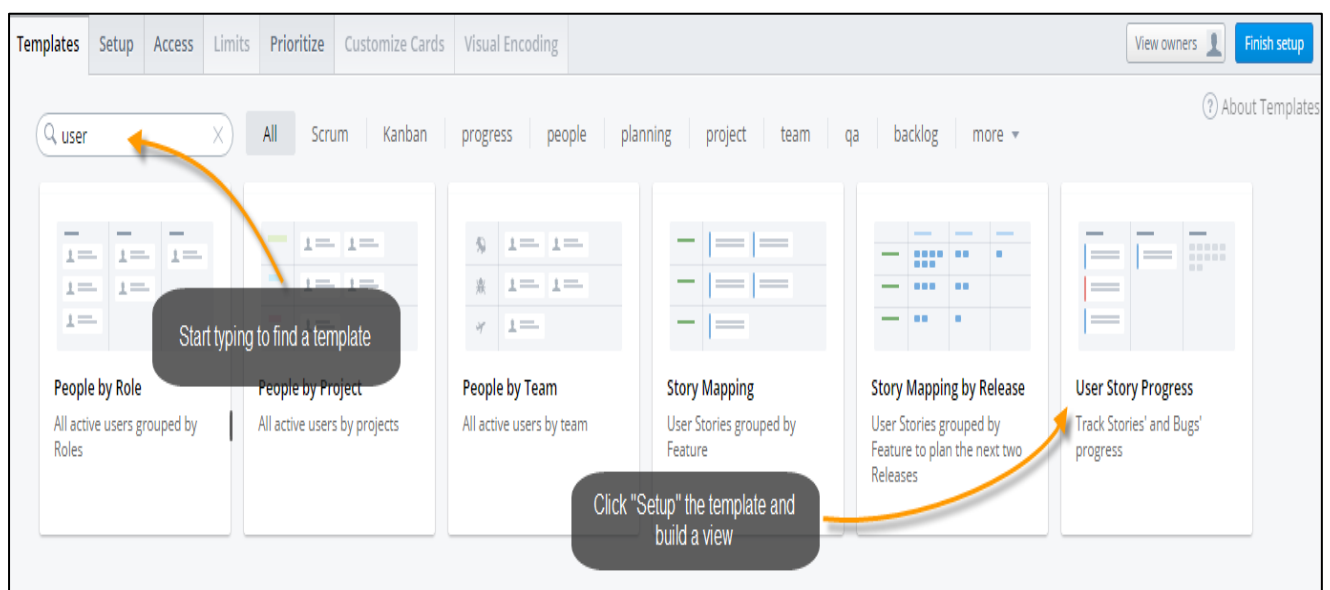 Templates Setup Access Limits Prioritize Customize Cards Visual Encoding View owners Finish setup
? About Templates
user All Scrum Kanban progress people planning project team qa backlog more
Start typing to find a template
People by Role
All active users grouped by
Roles
People by Project
All active users by projects
People by Team
All active users by team
Story Mapping
User Stories grouped by
Feature
Story Mapping by Release
User Stories grouped by
Feature to plan the next two
Releases
User Story Progress
Track Stories' and Bugs'
progress
Click "Setup" the template and
build a view